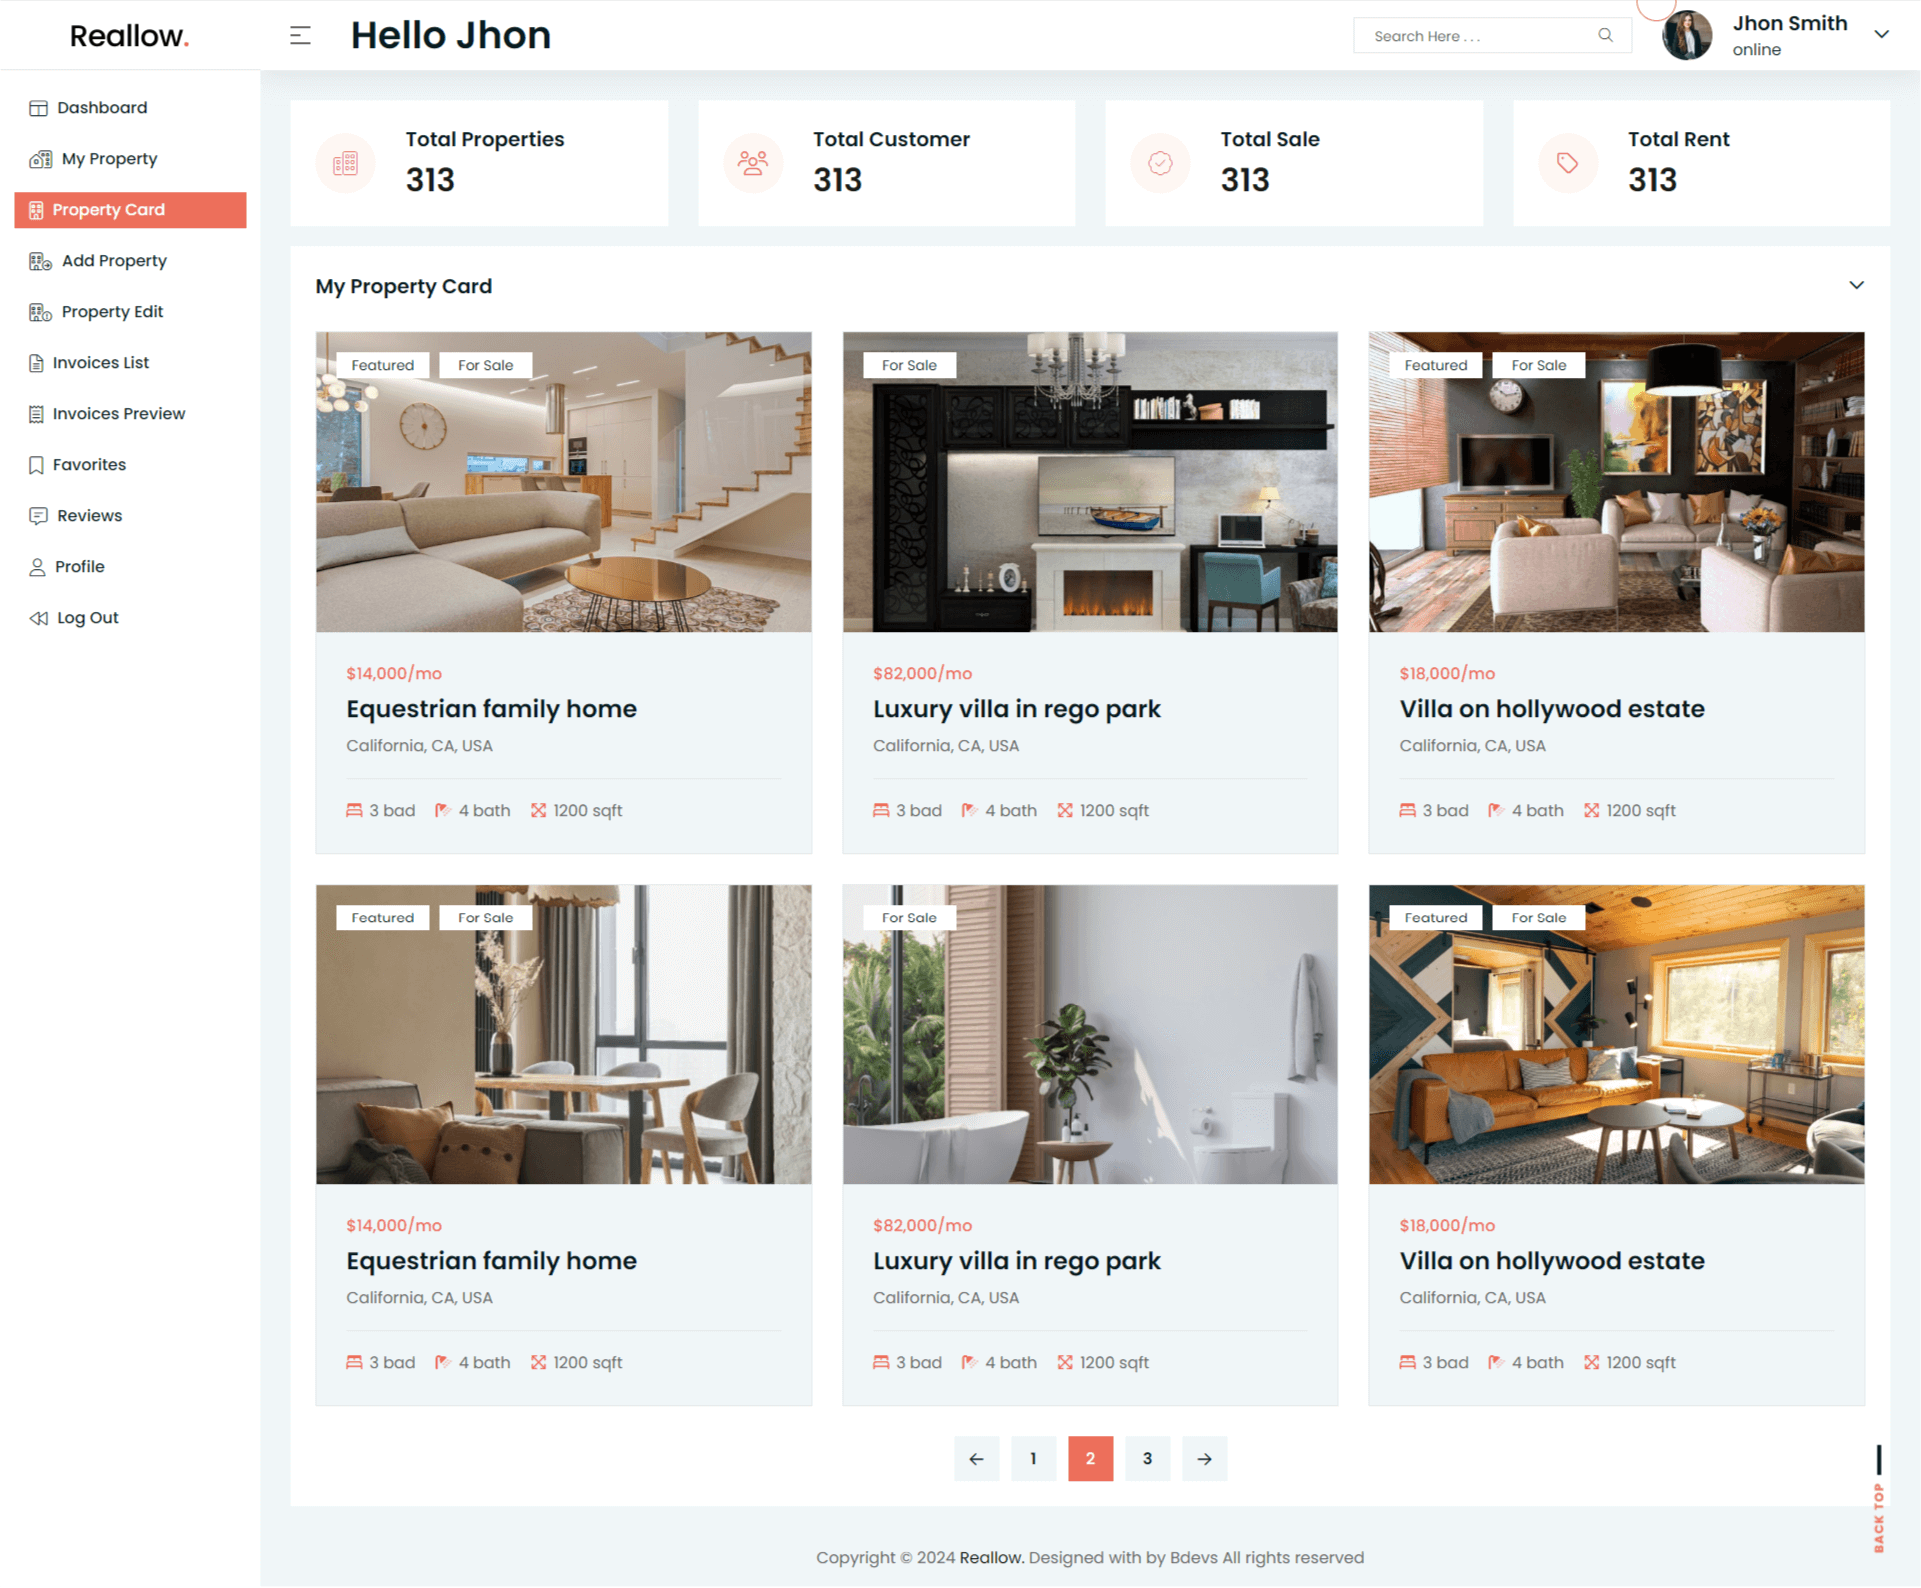 Reallow.
Hello Jhon
Search Here . . .
Jhon Smith
online
Dashboard
My Property
Property Card
Add Property
Property Edit
Invoices List
Invoices Preview
Favorites
Reviews
Profile
Log Out
Total Properties
313
Total Customer
313
Total Sale
313
Total Rent
313
My Property Card
Featured
For Sale
$14,000/mo
Equestrian family home
California, CA, USA
3 bad
4 bath
1200 sqft
For Sale
$82,000/mo
Luxury villa in rego park
California, CA, USA
3 bad
4 bath
1200 sqft
Featured
For Sale
$18,000/mo
Villa on hollywood estate
California, CA, USA
3 bad
4 bath
1200 sqft
Featured
For Sale
$14,000/mo
Equestrian family home
California, CA, USA
3 bad
4 bath
1200 sqft
For Sale
$82,000/mo
Luxury villa in rego park
California, CA, USA
3 bad
4 bath
1200 sqft
Featured
For Sale
$18,000/mo
Villa on hollywood estate
California, CA, USA
3 bad
4 bath
1200 sqft
← 1 2 3 →
BACK TOP
Copyright © 2024 Reallow. Designed with by Bdevs All rights reserved